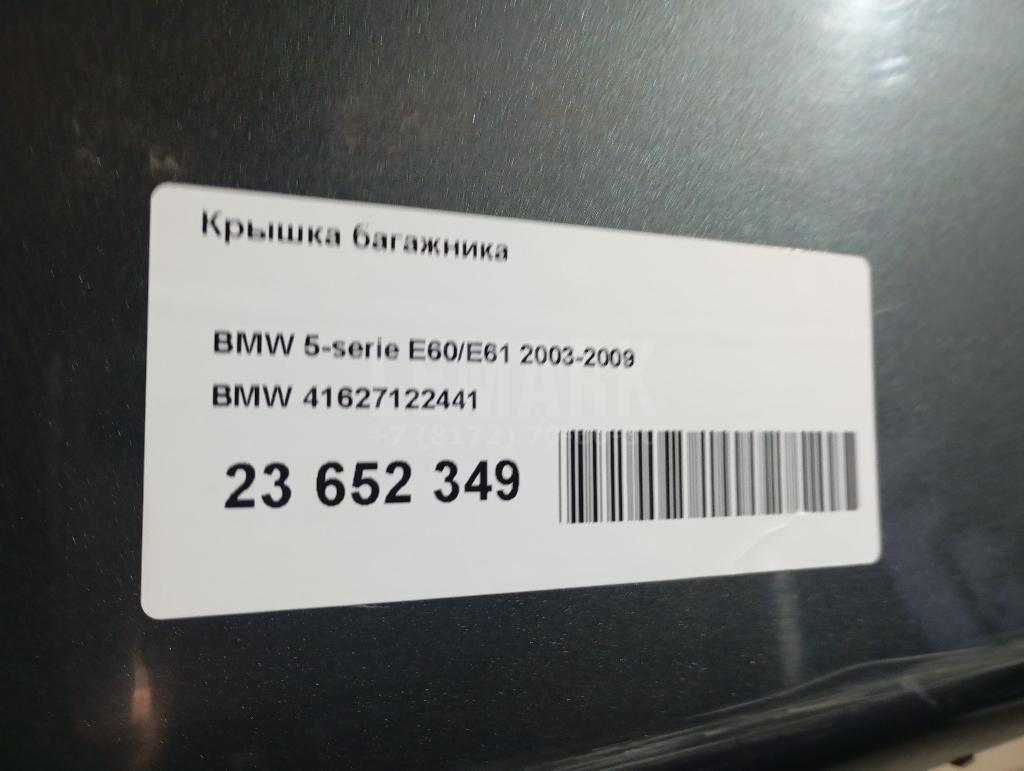 Крышка багажника
BMW 5-serie E60/E61 2003-2009
BMW 41627122441
23 652 349